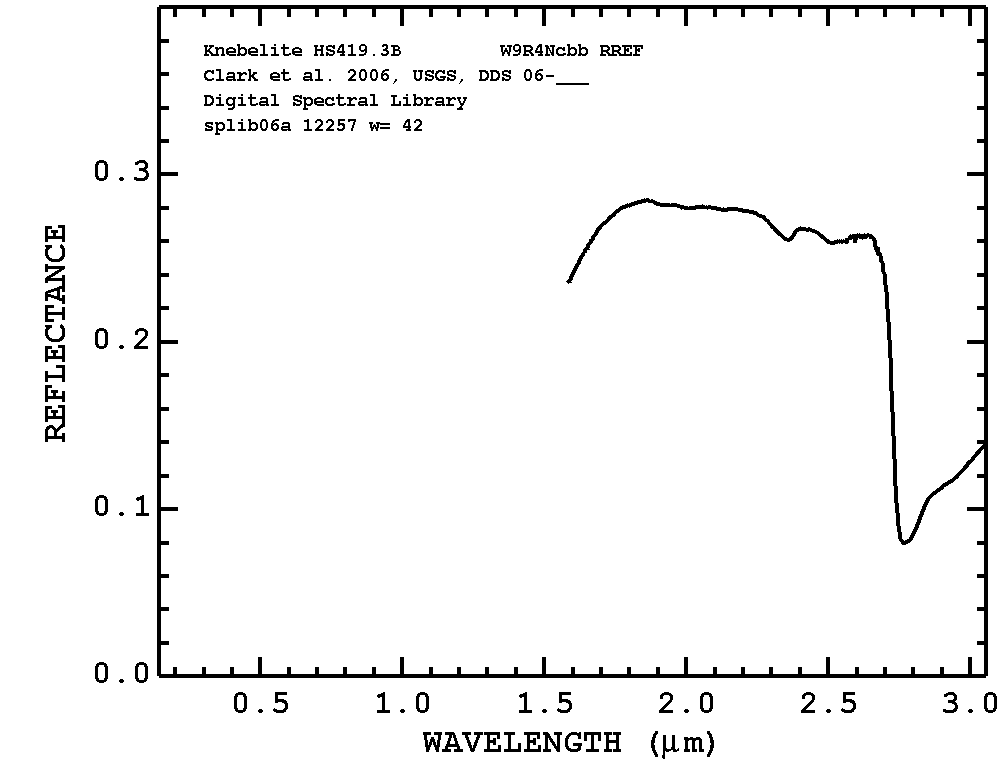 Knebelite HS419.3B W9R4Ncbb RREF
Clark et al. 2006, USGS, DDS 06-___
Digital Spectral Library
splib06a 12257 w= 42
REFLECTANCE
0.3
0.2
0.1
0.0
0.5 1.0 1.5 2.0 2.5 3.0
WAVELENGTH (μm)